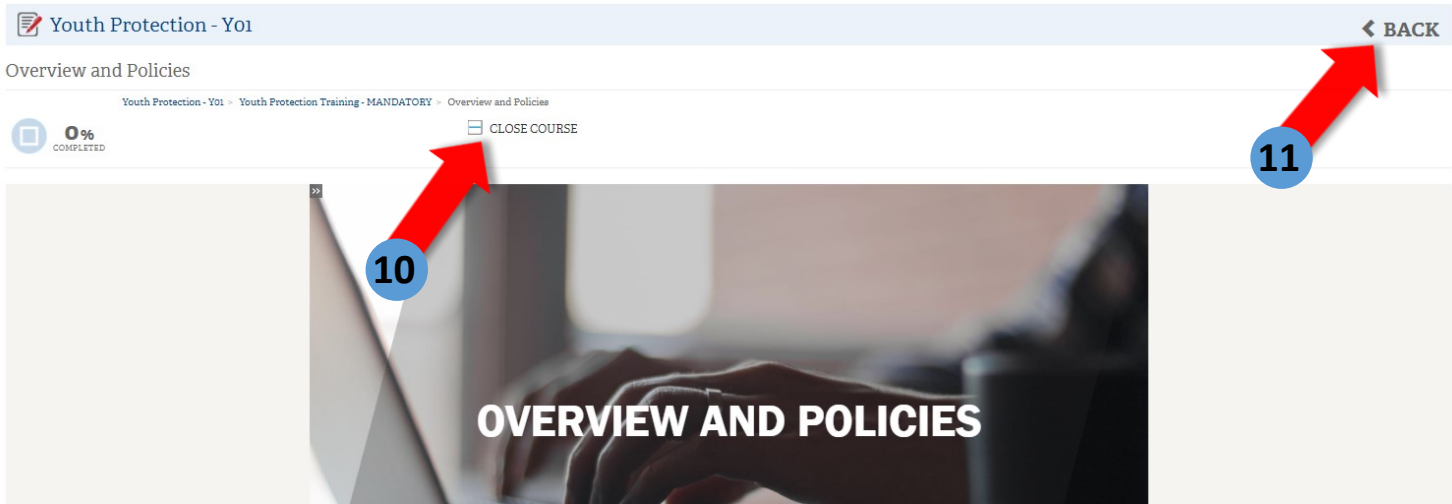 Youth Protection - Y01
BACK
Overview and Policies
Youth Protection - Y01 > Youth Protection Training - MANDATORY > Overview and Policies
0%
COMPLETED
CLOSE COURSE
11
»
10
OVERVIEW AND POLICIES